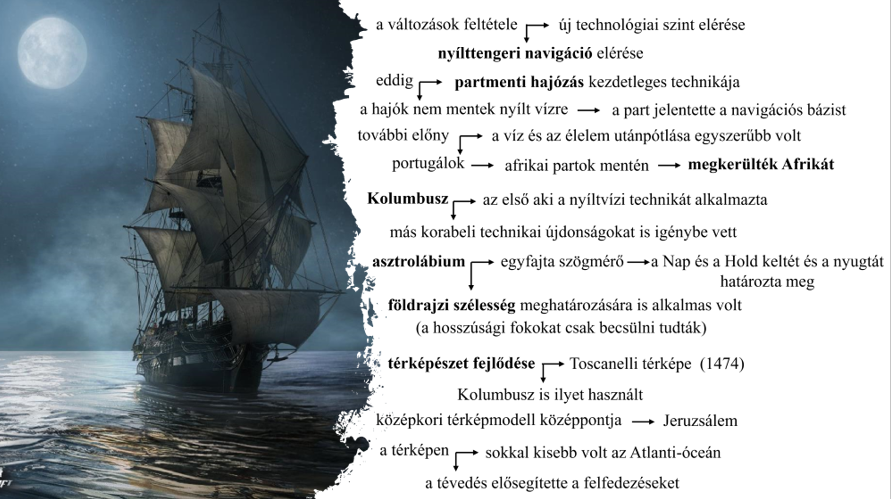 a változások feltétele → új technológiai szint elérése
nyílttengeri navigáció elérése
eddig → partmenti hajózás kezdetleges technikája
a hajók nem mentek nyílt vízre → a part jelentette a navigációs bázist
további előny → a víz és az élelem utánpótlása egyszerűbb volt
portugálok → afrikai partok mentén → megkerülték Afrikát
Kolumbusz → az első aki a nyíltvízi technikát alkalmazta
más korabeli technikai újdonságokat is igénybe vett
asztrolábium → egyfajta szögmérő → a Nap és a Hold keltét és a nyugtát
határozta meg
földrajzi szélesség meghatározására is alkalmas volt
(a hosszúsági fokokat csak becsülni tudták)
térképészet fejlődése → Toscanelli térképe (1474)
Kolumbusz is ilyet használt
középkori térképmodell középpontja → Jeruzsálem
a térképen → sokkal kisebb volt az Atlanti-óceán
a tévedés elősegítette a felfedezéseket